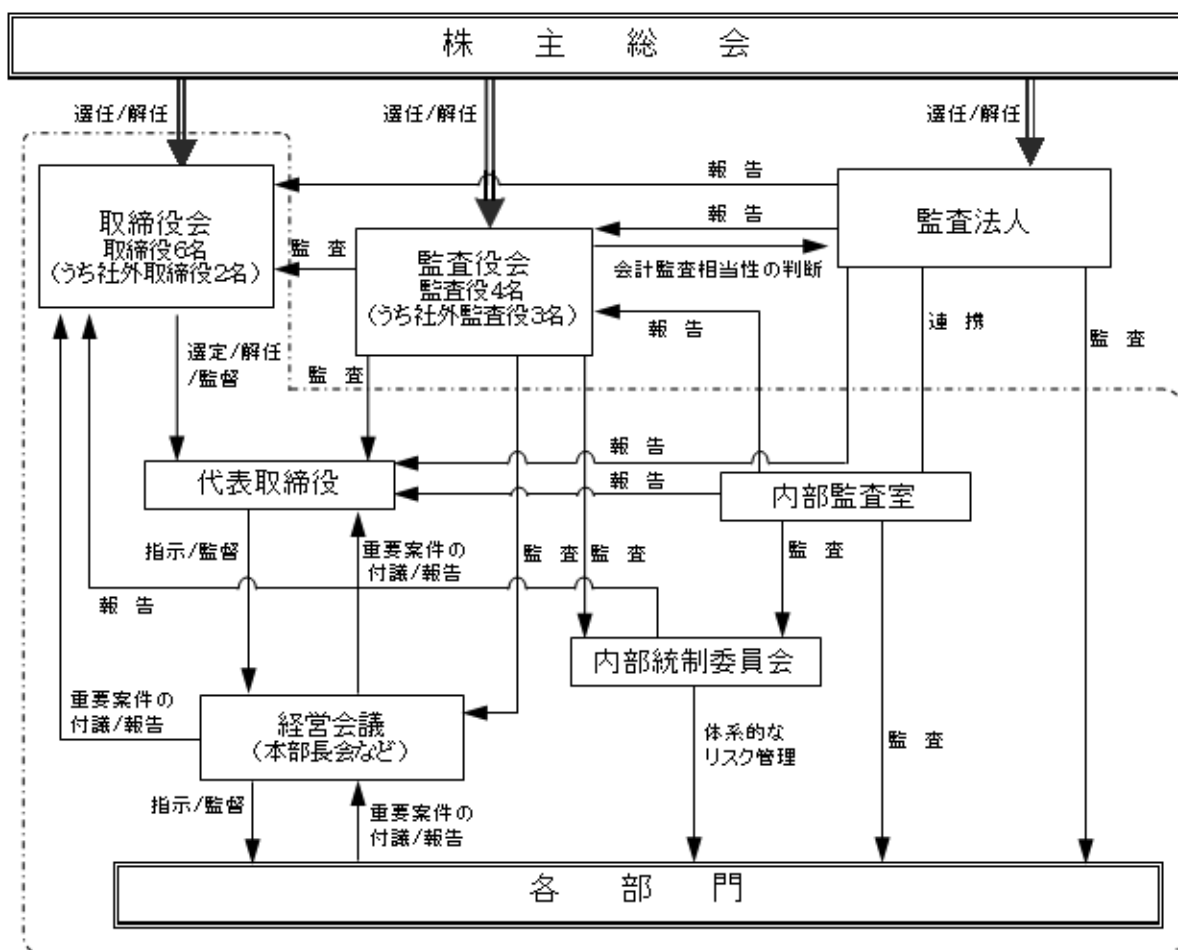 株主総会
選任/解任
選任/解任
選任/解任
取締役会
取締役6名
(うち社外取締役2名)
監査
監査役会
監査役4名
(うち社外監査役3名)
報告
報告
会計監査相当性の判断
監査法人
報告
連携
監査
選定/解任
/監督
監査
代表取締役
報告
報告
内部監査室
指示/監督
重要案件の
付議/報告
監査
監査
監査
報告
内部統制委員会
重要案件の
付議/報告
経営会議
(本部長会など)
体系的な
リスク管理
監査
指示/監督
重要案件の
付議/報告
各部門